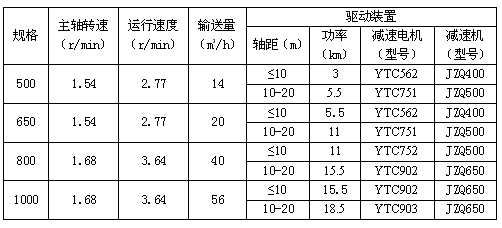 规格 主轴转速 (r/min) 运行速度 (r/min) 输送量 (㎥/h) 驱动装置
轴距(m) 功率 (km) 减速电机 (型号) 减速机 (型号)
500 1.54 2.77 14 ≤10 3 YTC562 JZQ400
10-20 5.5 YTC751 JZQ500
650 1.54 2.77 20 ≤10 5.5 YTC562 JZQ400
10-20 11 YTC751 JZQ500
800 1.68 3.64 40 ≤10 11 YTC752 JZQ500
10-20 15.5 YTC902 JZQ650
1000 1.68 3.64 56 ≤10 15.5 YTC902 JZQ650
10-20 18.5 YTC903 JZQ650